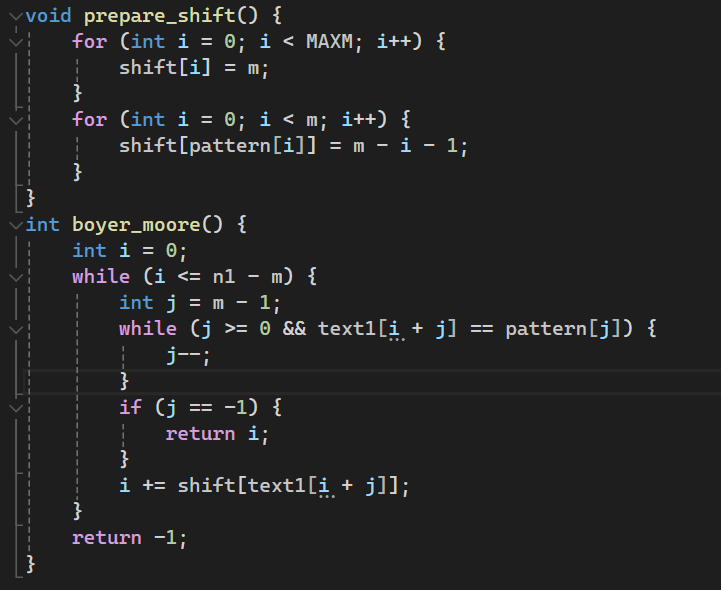 void prepare_shift() {
    for (int i = 0; i < MAXM; i++) {
        shift[i] = m;
    }
    for (int i = 0; i < m; i++) {
        shift[pattern[i]] = m - i - 1;
    }
}
int boyer_moore() {
    int i = 0;
    while (i <= n1 - m) {
        int j = m - 1;
        while (j >= 0 && text1[i + j] == pattern[j]) {
            j--;
        }
        if (j == -1) {
            return i;
        }
        i += shift[text1[i + j]];
    }
    return -1;
}